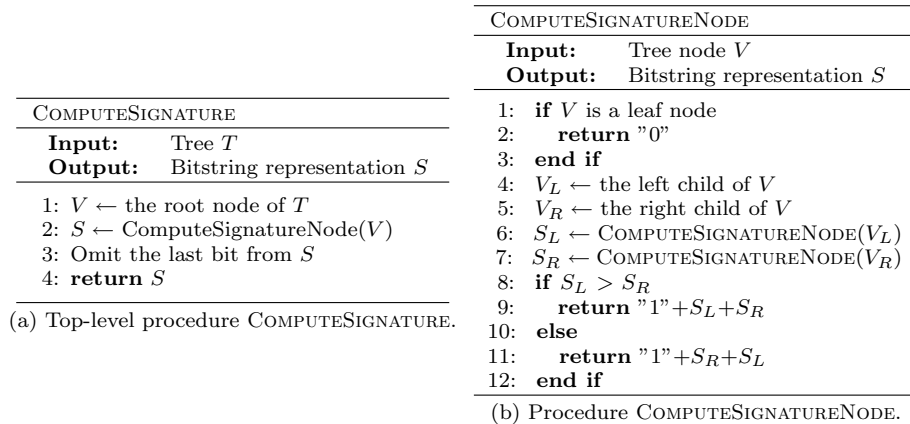 COMPUTESIGNATURE
Input: Tree T
Output: Bitstring representation S
1: V ← the root node of T
2: S ← ComputeSignatureNode(V)
3: Omit the last bit from S
4: return S
(a) Top-level procedure COMPUTESIGNATURE.
COMPUTESIGNATURENODE
Input: Tree node V
Output: Bitstring representation S
1: if V is a leaf node
2: return ”0”
3: end if
4: V_L ← the left child of V
5: V_R ← the right child of V
6: S_L ← COMPUTESIGNATURENODE(V_L)
7: S_R ← COMPUTESIGNATURENODE(V_R)
8: if S_L > S_R
9: return ”1”+S_L+S_R
10: else
11: return ”1”+S_R+S_L
12: end if
(b) Procedure COMPUTESIGNATURENODE.